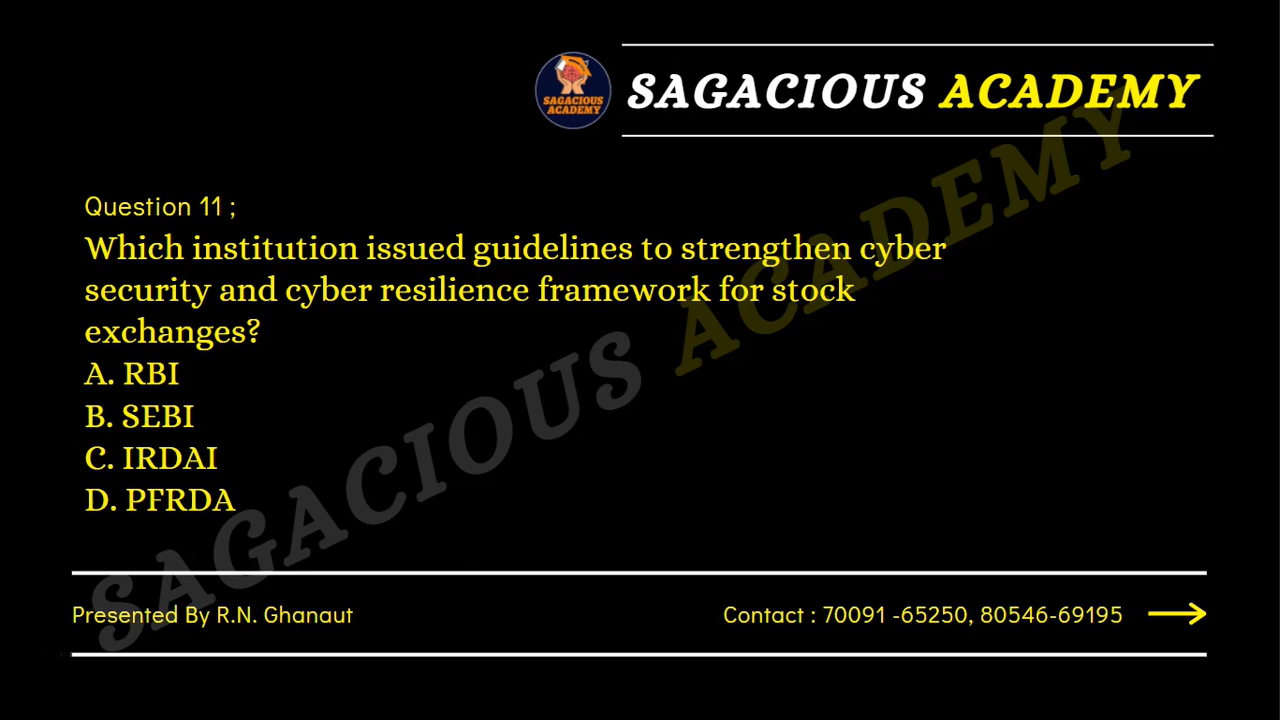 SAGACIOUS ACADEMY
SAGACIOUS
ACADEMY
Question 11 ;
Which institution issued guidelines to strengthen cyber
security and cyber resilience framework for stock
exchanges?
A. RBI
B. SEBI
C. IRDAI
D. PFRDA
SAGACIOUS ACADEMY
Presented By R.N. Ghanaut
Contact : 70091 -65250, 80546-69195